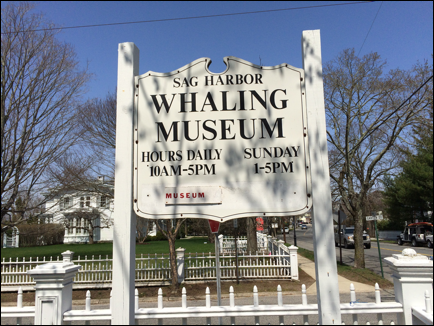 SAG HARBOR
WHALING
MUSEUM
HOURS DAILY SUNDAY
10AM-5PM 1-5PM
MUSEUM